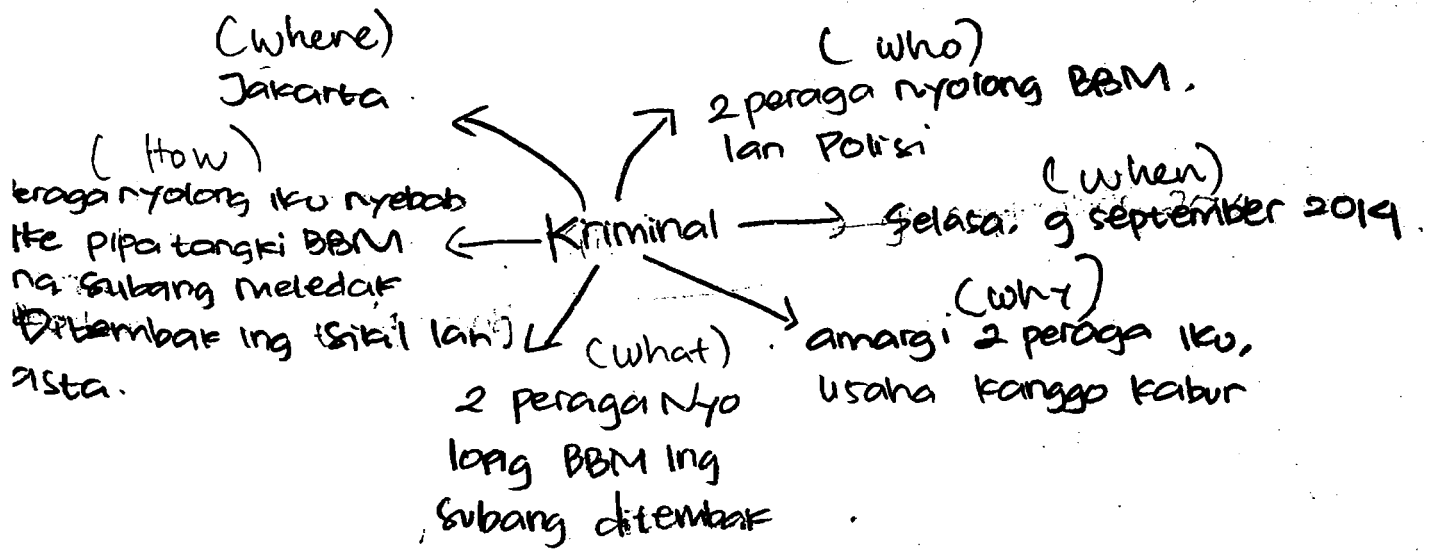 (where)
Jakarta.
(who)
2 peraga nyolong BBM.
lan Polisi
(when)
Selasa, 9 september 2014.
(why)
amargi 2 peraga iku,
usaha kanggo kabur
(what)
2 peraga Nyo
long BBM ing
subang ditembak
(How)
eraga nyolong iku nyebab
ke pipa tangki BBM
ng subang meledak
Ditembak ing sikil lan
asta.
Kriminal